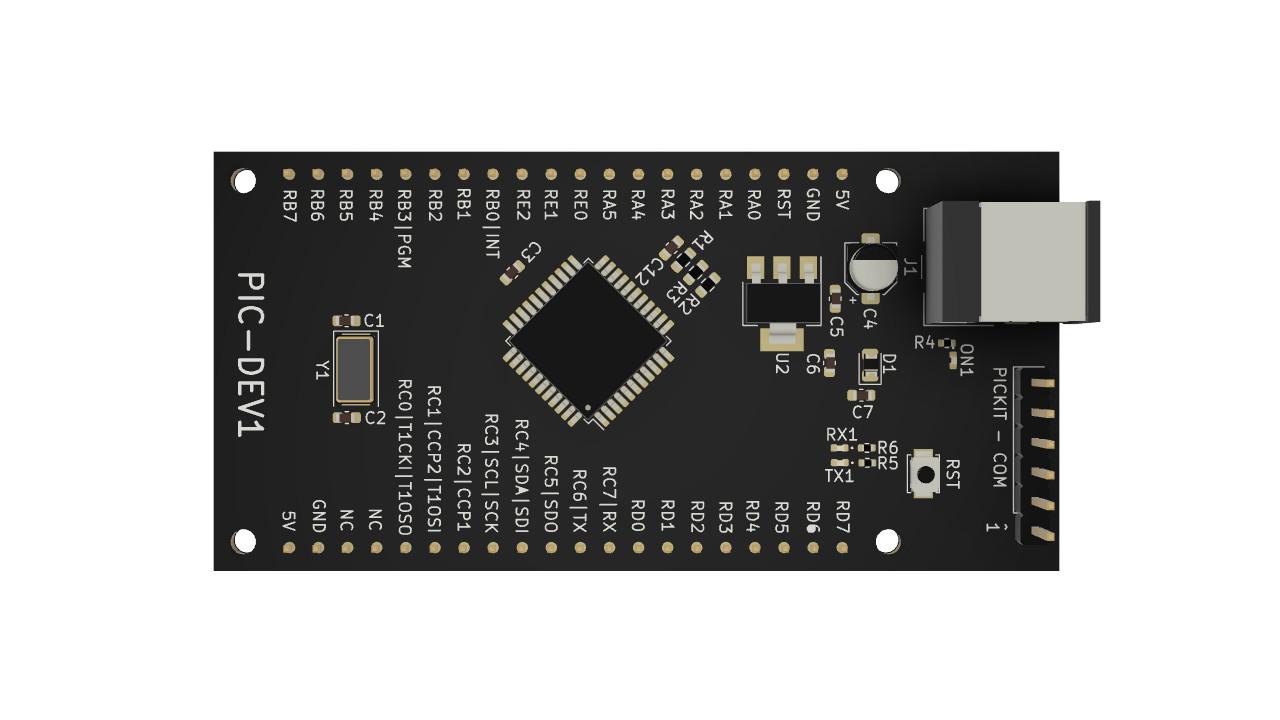 RB7
RB6
RB5
RB4
RB3|PGM
RB2
RB1
RB0|INT
RE2
RE1
RE0
RA5
RA4
RA3
RA2
RA1
RA0
RST
GND
5V
C3
R1
C12
R3
R2
J1
PIC-DEV1
C1
Y1
C2
U2
C5
+
C4
C6
D1
C7
R4
ON1
PICKIT - COM
RX1
R6
R5
TX1
RST
1
5V
GND
NC
NC
RC0|T1CKI|T1OSO
RC1|CCP2|T1OSI
RC2|CCP1
RC3|SCL|SCK
RC4|SDA|SDI
RC5|SDO
RC6|TX
RC7|RX
RD0
RD1
RD2
RD3
RD4
RD5
RD6
RD7